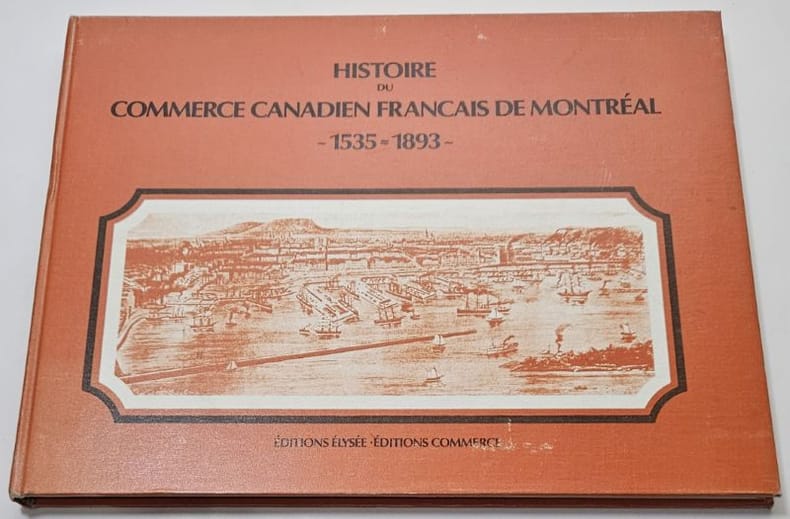 HISTOIRE
DU
COMMERCE CANADIEN FRANCAIS DE MONTRÉAL
~ 1535 ≈ 1893 ~
ÉDITIONS ÉLYSÉE · ÉDITIONS COMMERCE